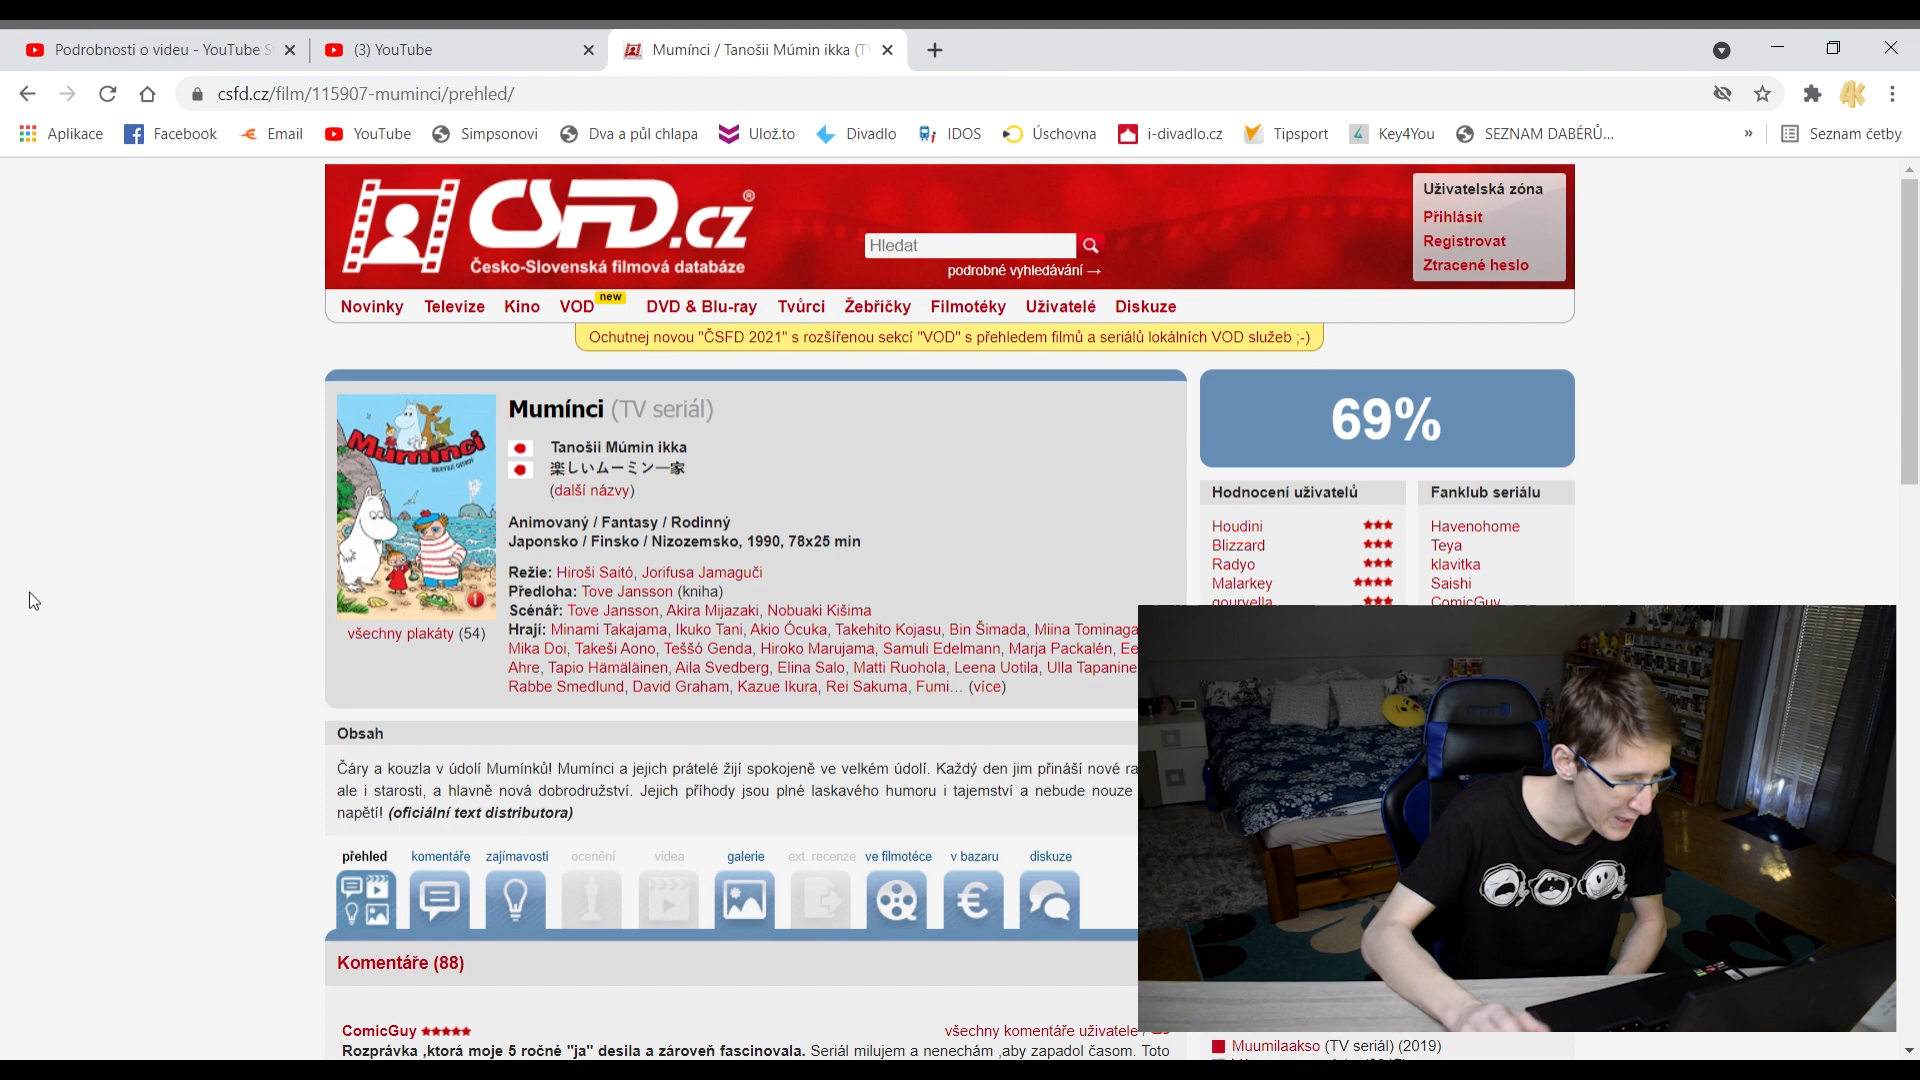 Podrobnosti o videu - YouTube S
(3) YouTube
Mumínci / Tanošii Múmin ikka (T
csfd.cz/film/115907-muminci/prehled/
4K
Aplikace
Facebook
Email
YouTube
Simpsonovi
Dva a půl chlapa
Ulož.to
Divadlo
IDOS
Úschovna
i-divadlo.cz
Tipsport
Key4You
SEZNAM DABÉRŮ...
»
Seznam četby
ČSFD.cz®
Česko-Slovenská filmová databáze
Hledat
podrobné vyhledávání →
Uživatelská zóna
Přihlásit
Registrovat
Ztracené heslo
Novinky
Televize
Kino
VOD
new
DVD & Blu-ray
Tvůrci
Žebříčky
Filmotéky
Uživatelé
Diskuze
Ochutnej novou "ČSFD 2021" s rozšířenou sekcí "VOD" s přehledem filmů a seriálů lokálních VOD služeb ;-)
Mumínci
1
Mumínci (TV seriál)
Tanošii Múmin ikka
楽しいムーミン一家
(další názvy)
Animovaný / Fantasy / Rodinný
Japonsko / Finsko / Nizozemsko, 1990, 78x25 min
Režie: Hiroši Saitó, Jorifusa Jamaguči
Předloha: Tove Jansson (kniha)
Scénář: Tove Jansson, Akira Mijazaki, Nobuaki Kišima
Hrají: Minami Takajama, Ikuko Tani, Akio Ócuka, Takehito Kojasu, Bin Šimada, Miina Tominaga
Mika Doi, Takeši Aono, Teššó Genda, Hiroko Marujama, Samuli Edelmann, Marja Packalén, Ee
Ahre, Tapio Hämäläinen, Aila Svedberg, Elina Salo, Matti Ruohola, Leena Uotila, Ulla Tapanine
Rabbe Smedlund, David Graham, Kazue Ikura, Rei Sakuma, Fumi... (více)
všechny plakáty (54)
69%
Hodnocení uživatelů
Houdini ★★★
Blizzard ★★★
Radyo ★★★
Malarkey ★★★★
gourvella ★★★
Fanklub seriálu
Havenohome
Teya
klavitka
Saishi
ComicGuy
Obsah
Čáry a kouzla v údolí Mumínků! Mumínci a jejich prátelé žijí spokojeně ve velkém údolí. Každý den jim přináší nové ra
ale i starosti, a hlavně nová dobrodružství. Jejich příhody jsou plné laskavého humoru i tajemství a nebude nouze
napětí! (oficiální text distributora)
přehled
komentáře
zajímavosti
ocenění
videa
galerie
ext. recenze
ve filmotéce
v bazaru
diskuze
€
Komentáře (88)
ComicGuy ★★★★★
všechny komentáře uživatele /
Rozprávka ,ktorá moje 5 ročné "ja" desila a zároveň fascinovala. Seriál milujem a nenechám ,aby zapadol časom. Toto
Muumilaakso (TV seriál) (2019)